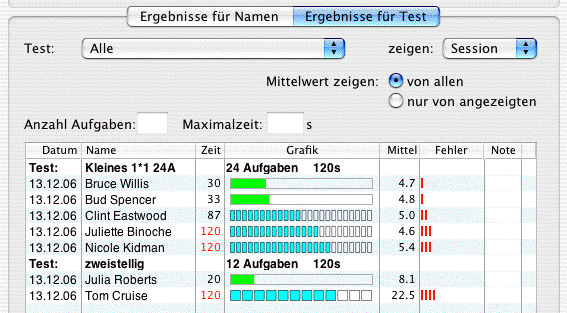 Ergebnisse für Namen Ergebnisse für Test
Test: Alle zeigen: Session
Mittelwert zeigen: von allen
nur von angezeigten
Anzahl Aufgaben: Maximalzeit: s
Datum Name Zeit Grafik Mittel Fehler Note
Test: Kleines 1*1 24A 24 Aufgaben 120s
13.12.06 Bruce Willis 30 4.7
13.12.06 Bud Spencer 33 4.8
13.12.06 Clint Eastwood 87 5.0
13.12.06 Juliette Binoche 120 4.6
13.12.06 Nicole Kidman 120 5.4
Test: zweistellig 12 Aufgaben 120s
13.12.06 Julia Roberts 20 8.1
13.12.06 Tom Cruise 120 22.5